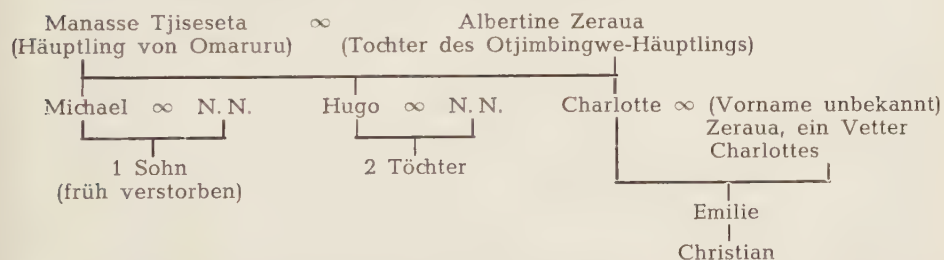 Manasse Tjiseseta ∞ Albertine Zeraua
(Häuptling von Omaruru) (Tochter des Otjimbingwe-Häuptlings)
Michael ∞ N. N. Hugo ∞ N. N. Charlotte ∞ (Vorname unbekannt)
Zeraua, ein Vetter
Charlottes
1 Sohn 2 Töchter
(früh verstorben)
Emilie
Christian